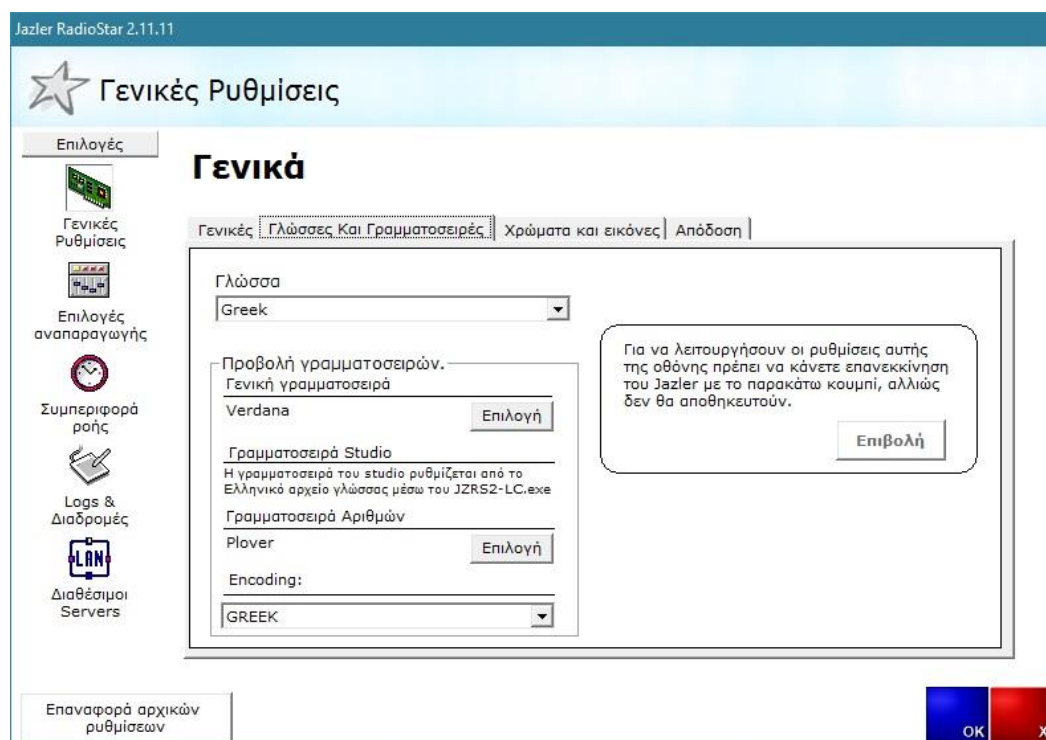 Jazler RadioStar 2.11.11
Γενικές Ρυθμίσεις
Επιλογές
Γενικές
Ρυθμίσεις
Επιλογές
αναπαραγωγής
Συμπεριφορά
ροής
Logs &
Διαδρομές
LAN
Διαθέσιμοι
Servers
Γενικά
Γενικές Γλώσσες Και Γραμματοσειρές Χρώματα και εικόνες Απόδοση
Γλώσσα
Greek
Προβολή γραμματοσειρών.
Γενική γραμματοσειρά
Verdana Επιλογή
Γραμματοσειρά Studio
Η γραμματοσειρά του studio ρυθμίζεται από το
Ελληνικό αρχείο γλώσσας μέσω του JZRS2-LC.exe
Γραμματοσειρά Αριθμών
Plover Επιλογή
Encoding:
GREEK
Για να λειτουργήσουν οι ρυθμίσεις αυτής
της οθόνης πρέπει να κάνετε επανεκκίνηση
του Jazler με το παρακάτω κουμπί, αλλιώς
δεν θα αποθηκευτούν.
Επιβολή
Επαναφορά αρχικών
ρυθμίσεων
OK X